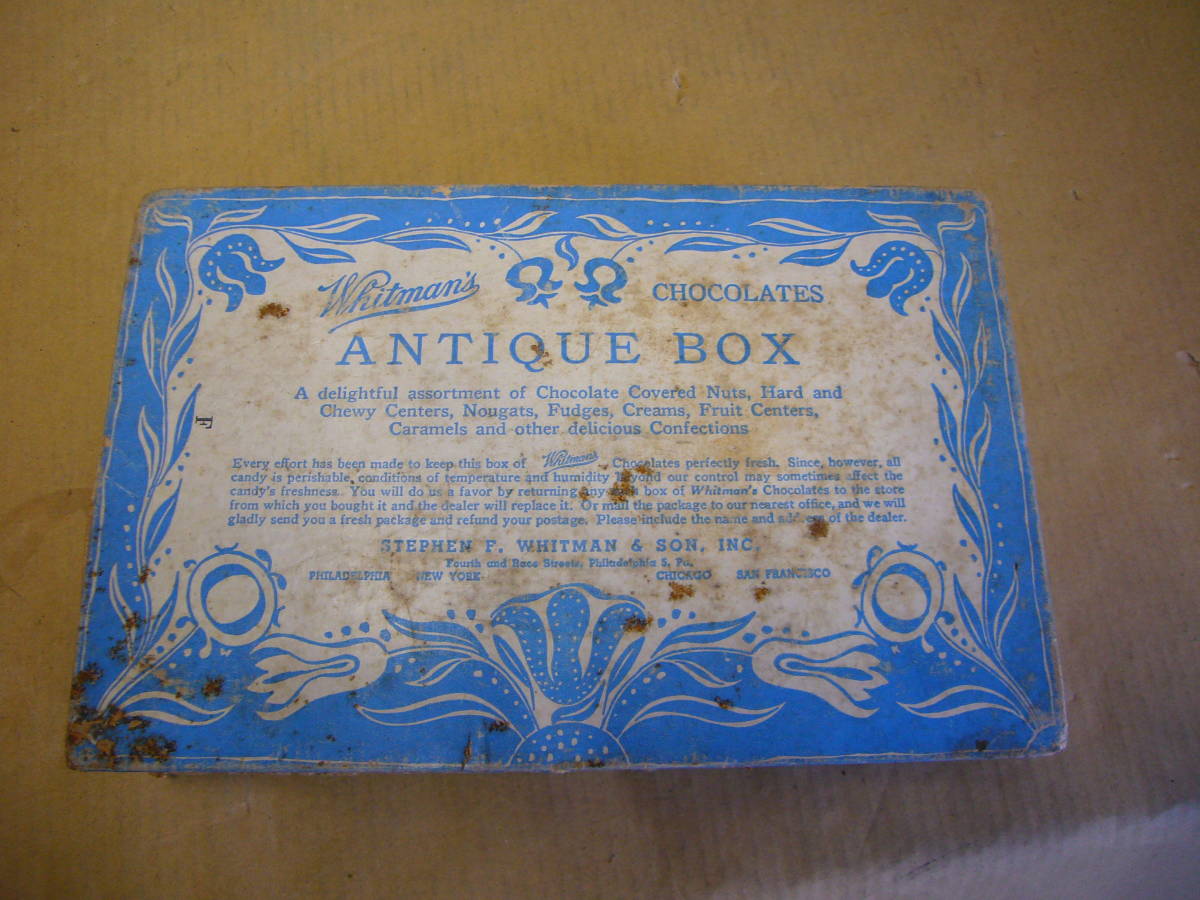 Whitman's CHOCOLATES
ANTIQUE BOX
A delightful assortment of Chocolate Covered Nuts, Hard and
Chewy Centers, Nougats, Fudges, Creams, Fruit Centers,
Caramels and other delicious Confections
F
Every effort has been made to keep this box of Whitman's Chocolates perfectly fresh. Since, however, all
candy is perishable, conditions of temperature and humidity beyond our control may sometimes affect the
candy's freshness. You will do us a favor by returning any such box of Whitman's Chocolates to the store
from which you bought it and the dealer will replace it. Or mail the package to our nearest office, and we will
gladly send you a fresh package and refund your postage. Please include the name and address of the dealer.
STEPHEN F. WHITMAN & SON, INC.
Fourth and Race Streets, Philadelphia 5, Pa.
PHILADELPHIA NEW YORK CHICAGO SAN FRANCISCO